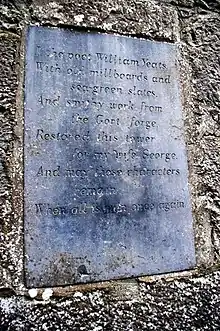 I the poet William Yeats
With old millboards and
sea-green slates,
And smithy work from
the Gort forge,
Restored this tower
for my wife George.
And may these characters
remain
When all is ruin once again